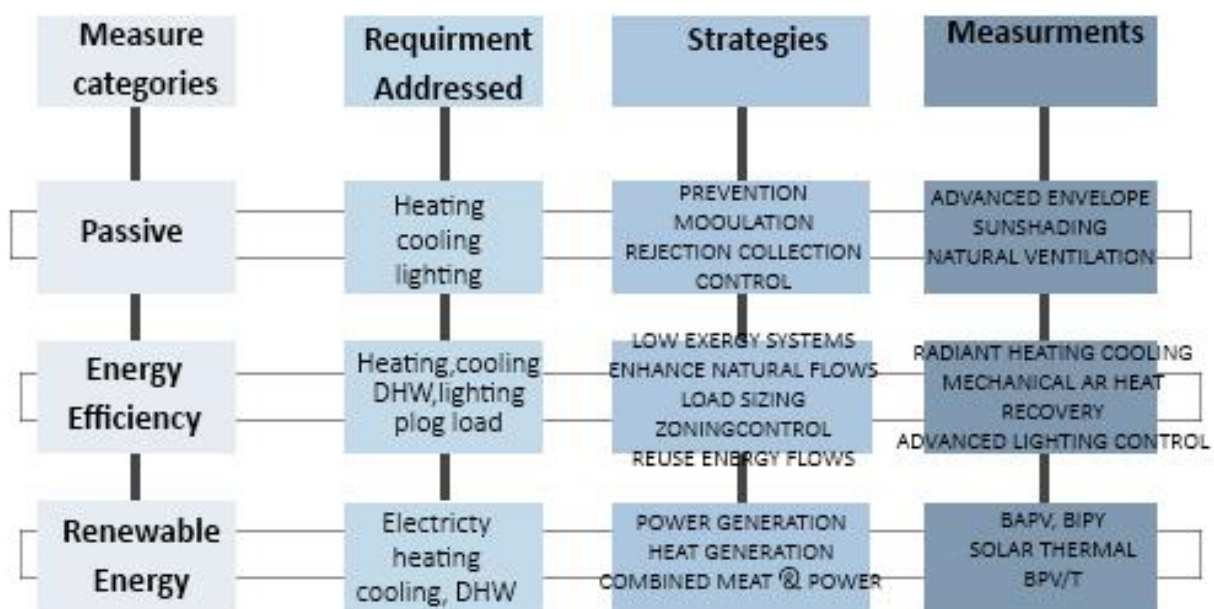 Measure
categories
Requirment
Addressed
Strategies
Measurments
Passive
Heating
cooling
lighting
PREVENTION
MOOULATION
REJECTION COLLECTION
CONTROL
ADVANCED ENVELOPE
SUNSHADING
NATURAL VENTILATION
Energy
Efficiency
Heating,cooling
DHW,lighting
plog load
LOW EXERGY SYSTEMS
ENHANCE NATURAL FLOWS
LOAD SIZING
ZONINGCONTROL
REUSE ENERGY FLOWS
RADIANT HEATING COOLING
MECHANICAL AR HEAT
RECOVERY
ADVANCED LIGHTING CONTROL
Renewable
Energy
Electricty
heating
cooling, DHW
POWER GENERATION
HEAT GENERATION
COMBINED MEAT @ POWER
BAPV, BIPY
SOLAR THERMAL
BPV/T